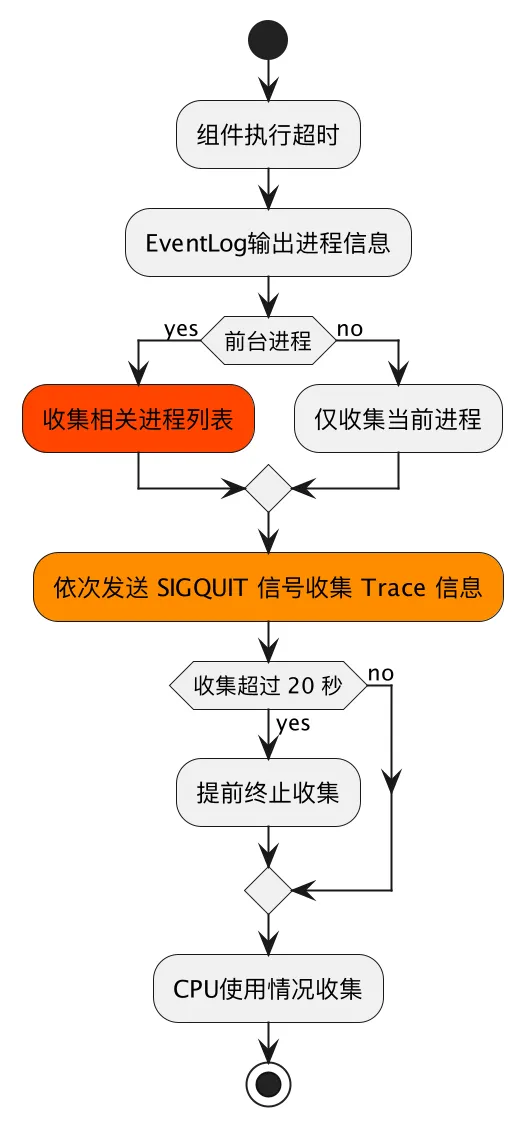 组件执行超时
EventLog输出进程信息
yes
前台进程
no
收集相关进程列表
仅收集当前进程
依次发送 SIGQUIT 信号收集 Trace 信息
收集超过 20 秒
no
yes
提前终止收集
CPU使用情况收集